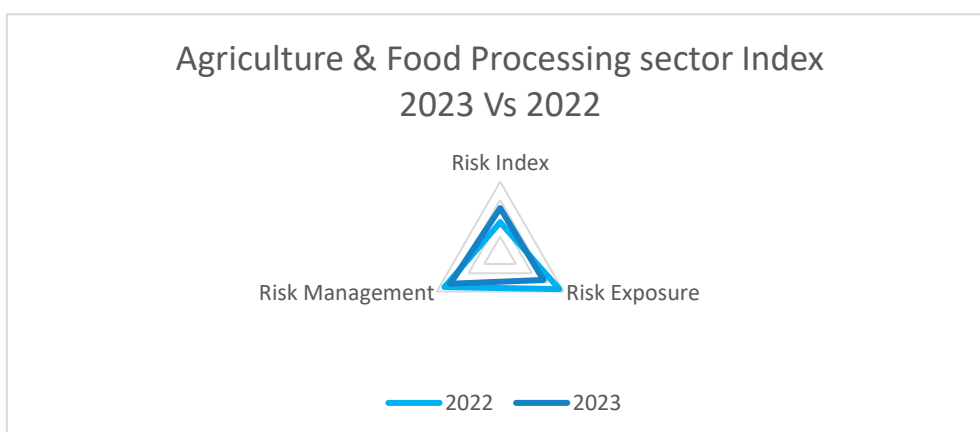 Agriculture & Food Processing sector Index
2023 Vs 2022
Risk Index
Risk Management
Risk Exposure
2022
2023